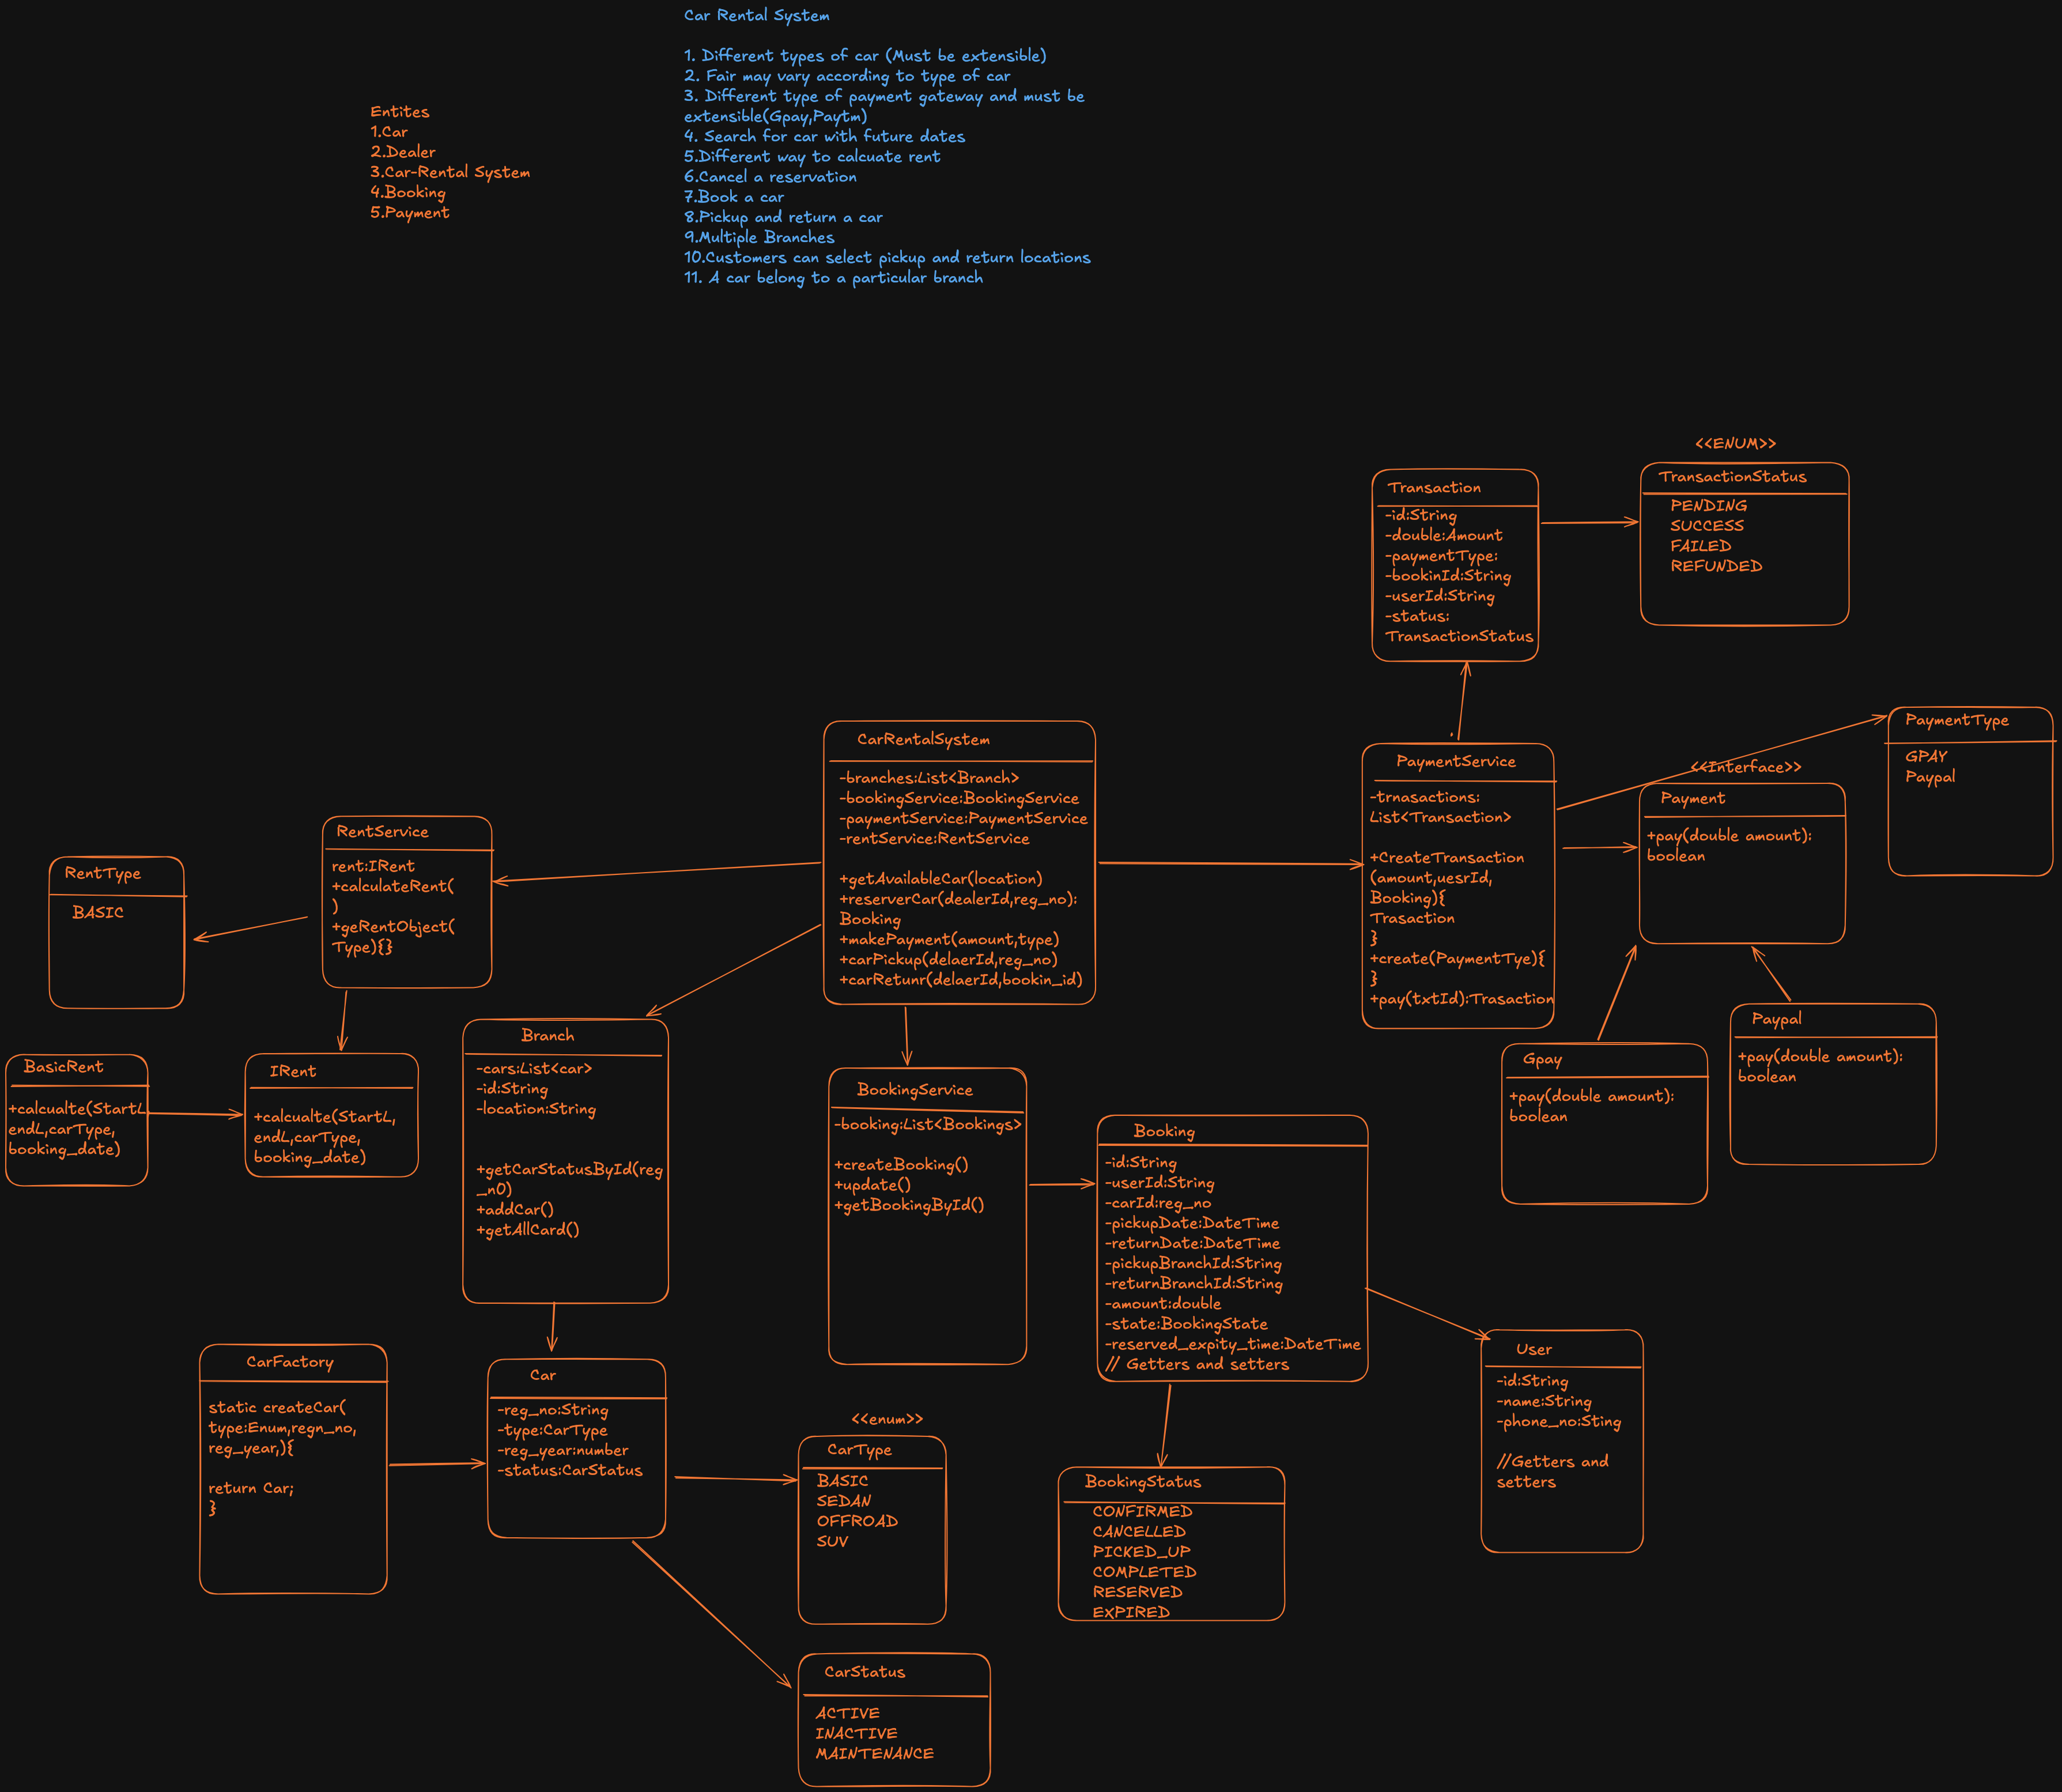 Car Rental System
1. Different types of car (Must be extensible)
2. Fair may vary according to type of car
3. Different type of payment gateway and must be
extensible(Gpay,Paytm)
4. Search for car with future dates
5.Different way to calcuate rent
6.Cancel a reservation
7.Book a car
8.Pickup and return a car
9.Multiple Branches
10.Customers can select pickup and return locations
11. A car belong to a particular branch
Entites
1.Car
2.Dealer
3.Car-Rental System
4.Booking
5.Payment
<<ENUM>>
TransactionStatus
PENDING
SUCCESS
FAILED
REFUNDED
Transaction
-id:String
-double:Amount
-paymentType:
-bookinId:String
-userId:String
-status:
TransactionStatus
PaymentType
GPAY
Paypal
CarRentalSystem
-branches:List<Branch>
-bookingService:BookingService
-paymentService:PaymentService
-rentService:RentService
+getAvailableCar(location)
+reserverCar(dealerId,reg_no):
Booking
+makePayment(amount,type)
+carPickup(delaerId,reg_no)
+carRetunr(delaerId,bookin_id)
PaymentService
-trnasactions:
List<Transaction>
+CreateTransaction
(amount,uesrId,
Booking){
Trasaction
}
+create(PaymentTye){
}
+pay(txtId):Trasaction
<<Interface>>
Payment
+pay(double amount):
boolean
RentService
rent:IRent
+calculateRent(
)
+geRentObject(
Type){}
RentType
BASIC
Paypal
+pay(double amount):
boolean
Gpay
+pay(double amount):
boolean
BasicRent
+calcualte(StartL,
endL,carType,
booking_date)
IRent
+calcualte(StartL,
endL,carType,
booking_date)
Branch
-cars:List<car>
-id:String
-location:String
+getCarStatusById(reg
_n0)
+addCar()
+getAllCard()
BookingService
-booking:List<Bookings>
+createBooking()
+update()
+getBookingById()
Booking
-id:String
-userId:String
-carId:reg_no
-pickupDate:DateTime
-returnDate:DateTime
-pickupBranchId:String
-returnBranchId:String
-amount:double
-state:BookingState
-reserved_expity_time:DateTime
// Getters and setters
User
-id:String
-name:String
-phone_no:Sting
//Getters and
setters
CarFactory
static createCar(
type:Enum,regn_no,
reg_year,){
return Car;
}
Car
-reg_no:String
-type:CarType
-reg_year:number
-status:CarStatus
<<enum>>
CarType
BASIC
SEDAN
OFFROAD
SUV
BookingStatus
CONFIRMED
CANCELLED
PICKED_UP
COMPLETED
RESERVED
EXPIRED
CarStatus
ACTIVE
INACTIVE
MAINTENANCE